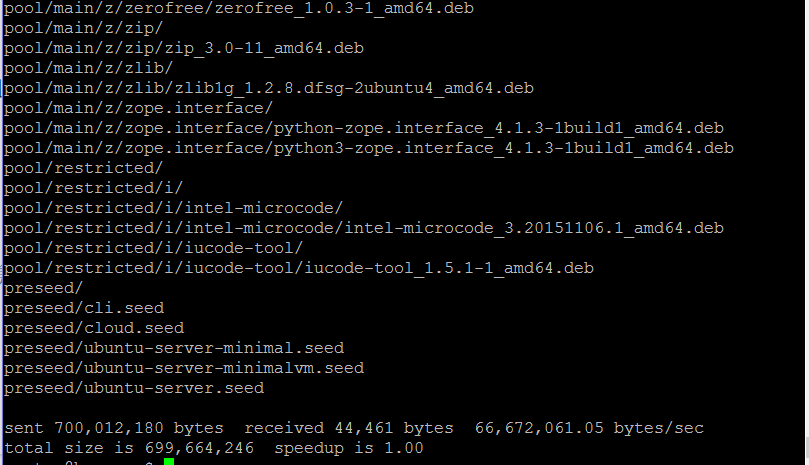 pool/main/z/zerofree/zerofree_1.0.3-1_amd64.deb
pool/main/z/zip/
pool/main/z/zip/zip_3.0-11_amd64.deb
pool/main/z/zlib/
pool/main/z/zlib/zlib1g_1.2.8.dfsg-2ubuntu4_amd64.deb
pool/main/z/zope.interface/
pool/main/z/zope.interface/python-zope.interface_4.1.3-1build1_amd64.deb
pool/main/z/zope.interface/python3-zope.interface_4.1.3-1build1_amd64.deb
pool/restricted/
pool/restricted/i/
pool/restricted/i/intel-microcode/
pool/restricted/i/intel-microcode/intel-microcode_3.20151106.1_amd64.deb
pool/restricted/i/iucode-tool/
pool/restricted/i/iucode-tool/iucode-tool_1.5.1-1_amd64.deb
preseed/
preseed/cli.seed
preseed/cloud.seed
preseed/ubuntu-server-minimal.seed
preseed/ubuntu-server-minimalvm.seed
preseed/ubuntu-server.seed
sent 700,012,180 bytes  received 44,461 bytes  66,672,061.05 bytes/sec
total size is 699,664,246  speedup is 1.00